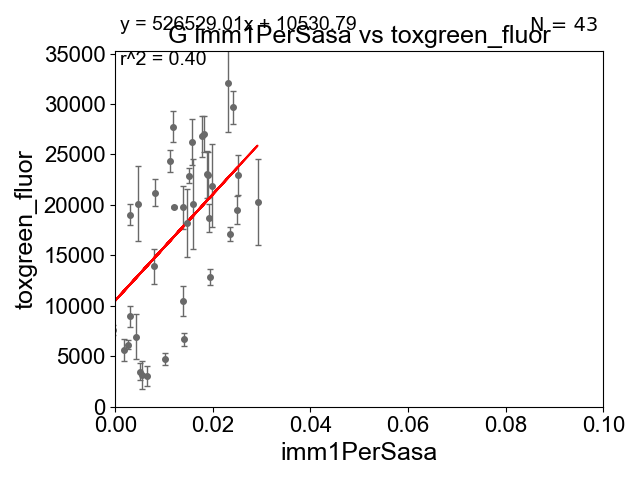 y = 526529.01x + 10530.79
N = 43
G Imm1PerSasa vs toxgreen_fluor
r^2 = 0.40
35000
30000
25000
20000
15000
10000
5000
0
toxgreen_fluor
0.00 0.02 0.04 0.06 0.08 0.10
imm1PerSasa